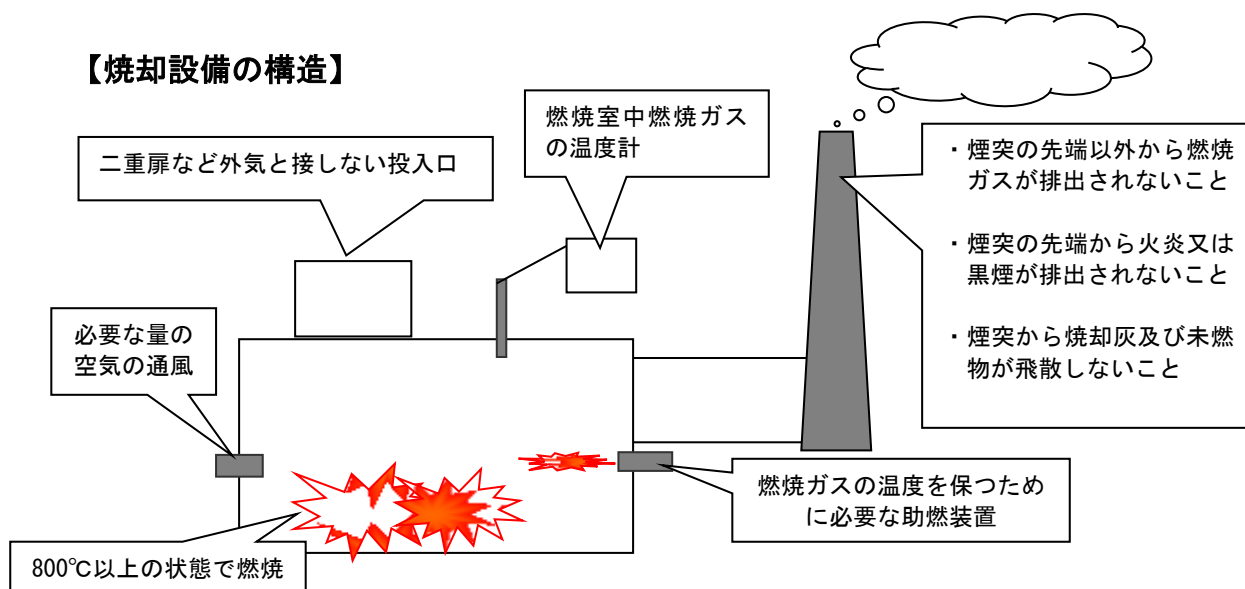 【焼却設備の構造】
二重扉など外気と接しない投入口
燃焼室中燃焼ガス
の温度計
・煙突の先端以外から燃焼
ガスが排出されないこと
・煙突の先端から火炎又は
黒煙が排出されないこと
・煙突から焼却灰及び未燃
物が飛散しないこと
必要な量の
空気の通風
燃焼ガスの温度を保つため
に必要な助燃装置
800℃以上の状態で燃焼